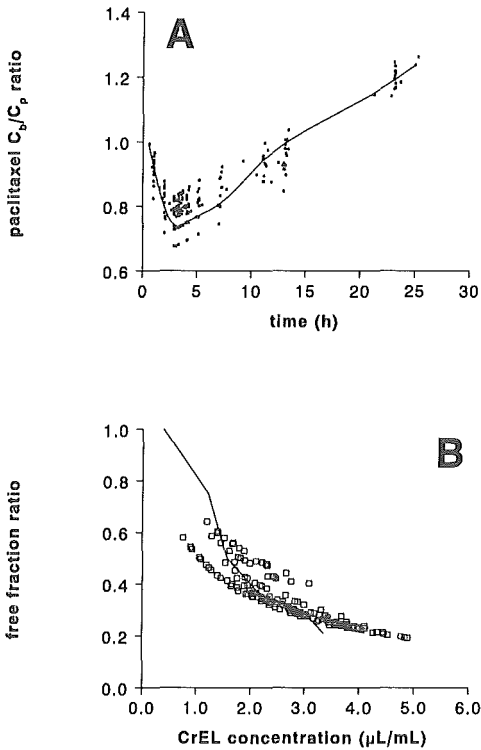 A
1.4
1.2
1.0
0.8
0.6
paclitaxel Cb/Cp ratio
0 5 10 15 20 25 30
time (h)
B
1.0
0.8
0.6
0.4
0.2
0.0
free fraction ratio
0.0 1.0 2.0 3.0 4.0 5.0 6.0
CrEL concentration (µL/mL)